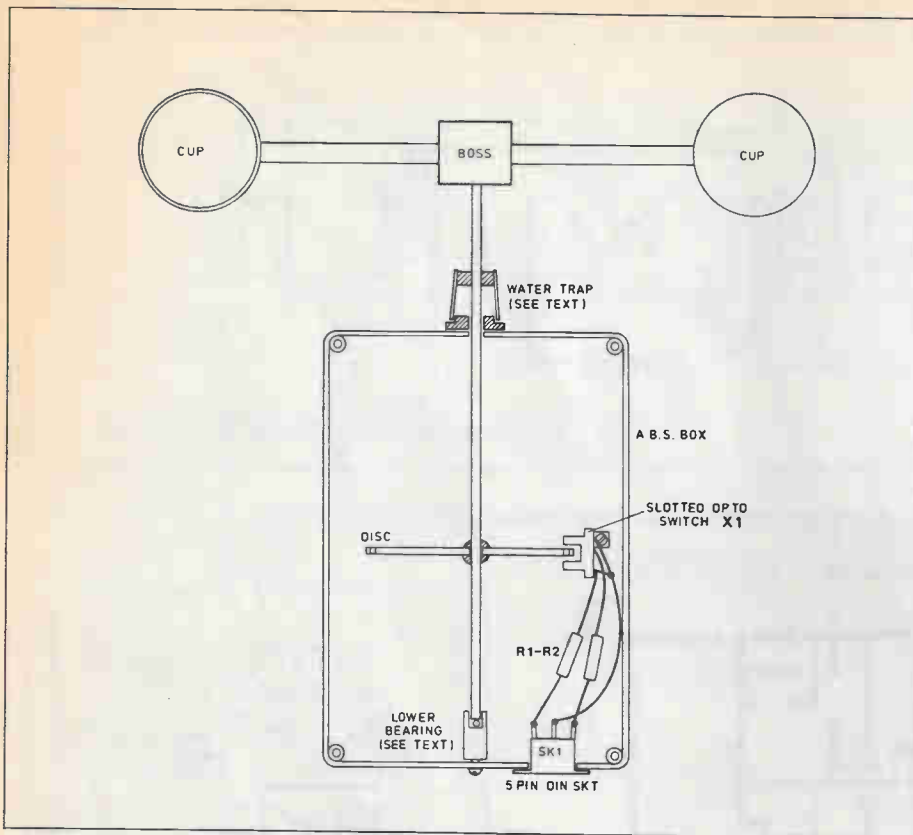 CUP
BOSS
CUP
WATER TRAP
(SEE TEXT)
A B.S. BOX
SLOTTED OPTO
SWITCH X1
DISC
R1-R2
LOWER
BEARING
(SEE TEXT)
SK1
5 PIN DIN SKT